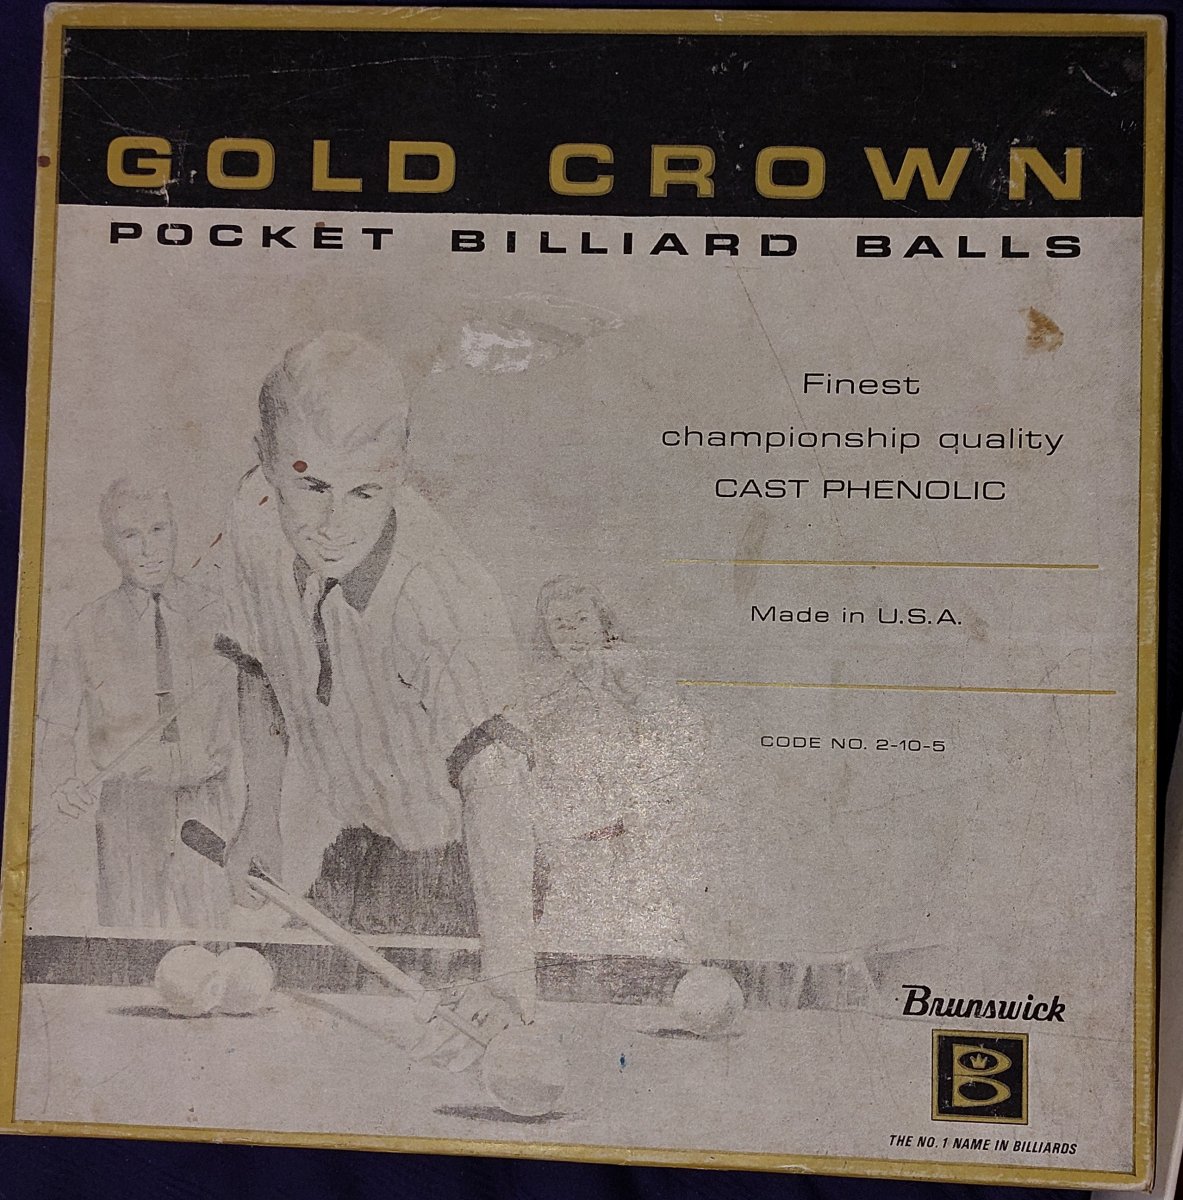 GOLD CROWN
POCKET BILLIARD BALLS
Finest
championship quality
CAST PHENOLIC
Made in U.S.A.
CODE NO. 2-10-5
Brunswick
B
THE NO. 1 NAME IN BILLIARDS